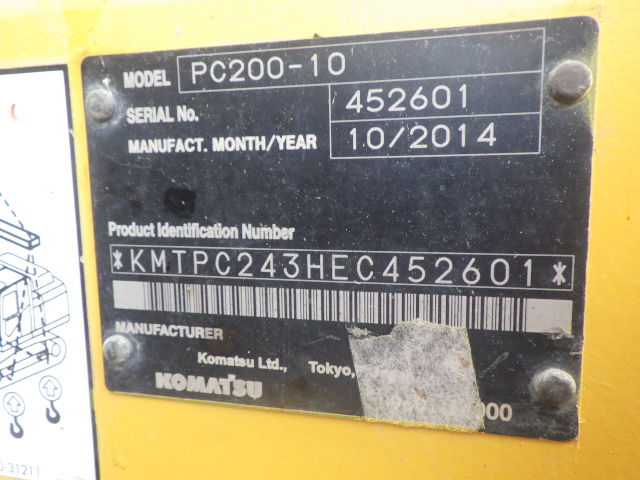 MODEL PC200-10
SERIAL No. 452601
MANUFACT. MONTH/YEAR 10/2014
Product Identification Number
*KMTPC243HEC452601*
MANUFACTURER
Komatsu Ltd., Tokyo,
KOMATSU
000
31211